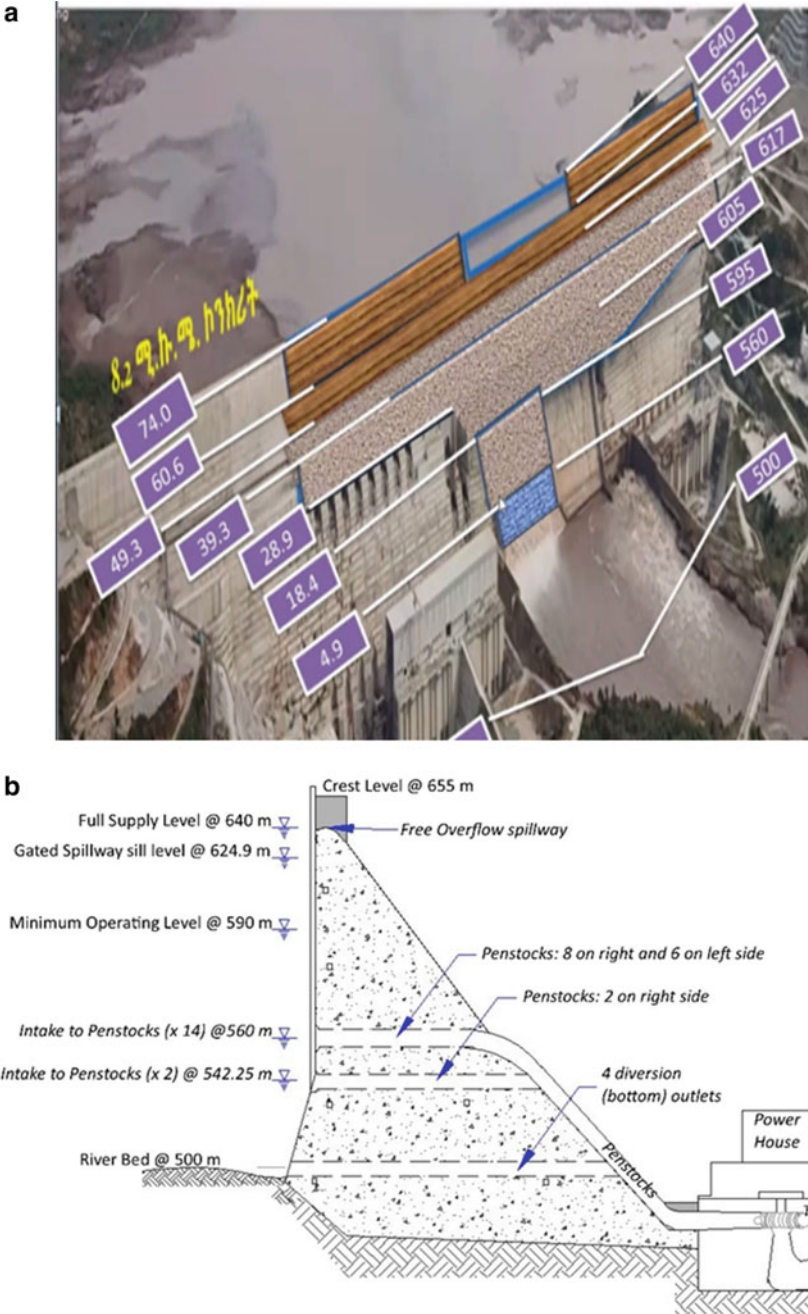 a
640
632
625
617
605
595
560
500
8.2 ሚ.ኩ.ሜ. ኮንክሪት
74.0
60.6
49.3
39.3
28.9
18.4
4.9
b
Crest Level @ 655 m
Full Supply Level @ 640 m
Free Overflow spillway
Gated Spillway sill level @ 624.9 m
Minimum Operating Level @ 590 m
Penstocks: 8 on right and 6 on left side
Penstocks: 2 on right side
Intake to Penstocks (x 14) @560 m
Intake to Penstocks (x 2) @ 542.25 m
4 diversion
(bottom) outlets
Power
House
River Bed @ 500 m
Penstocks